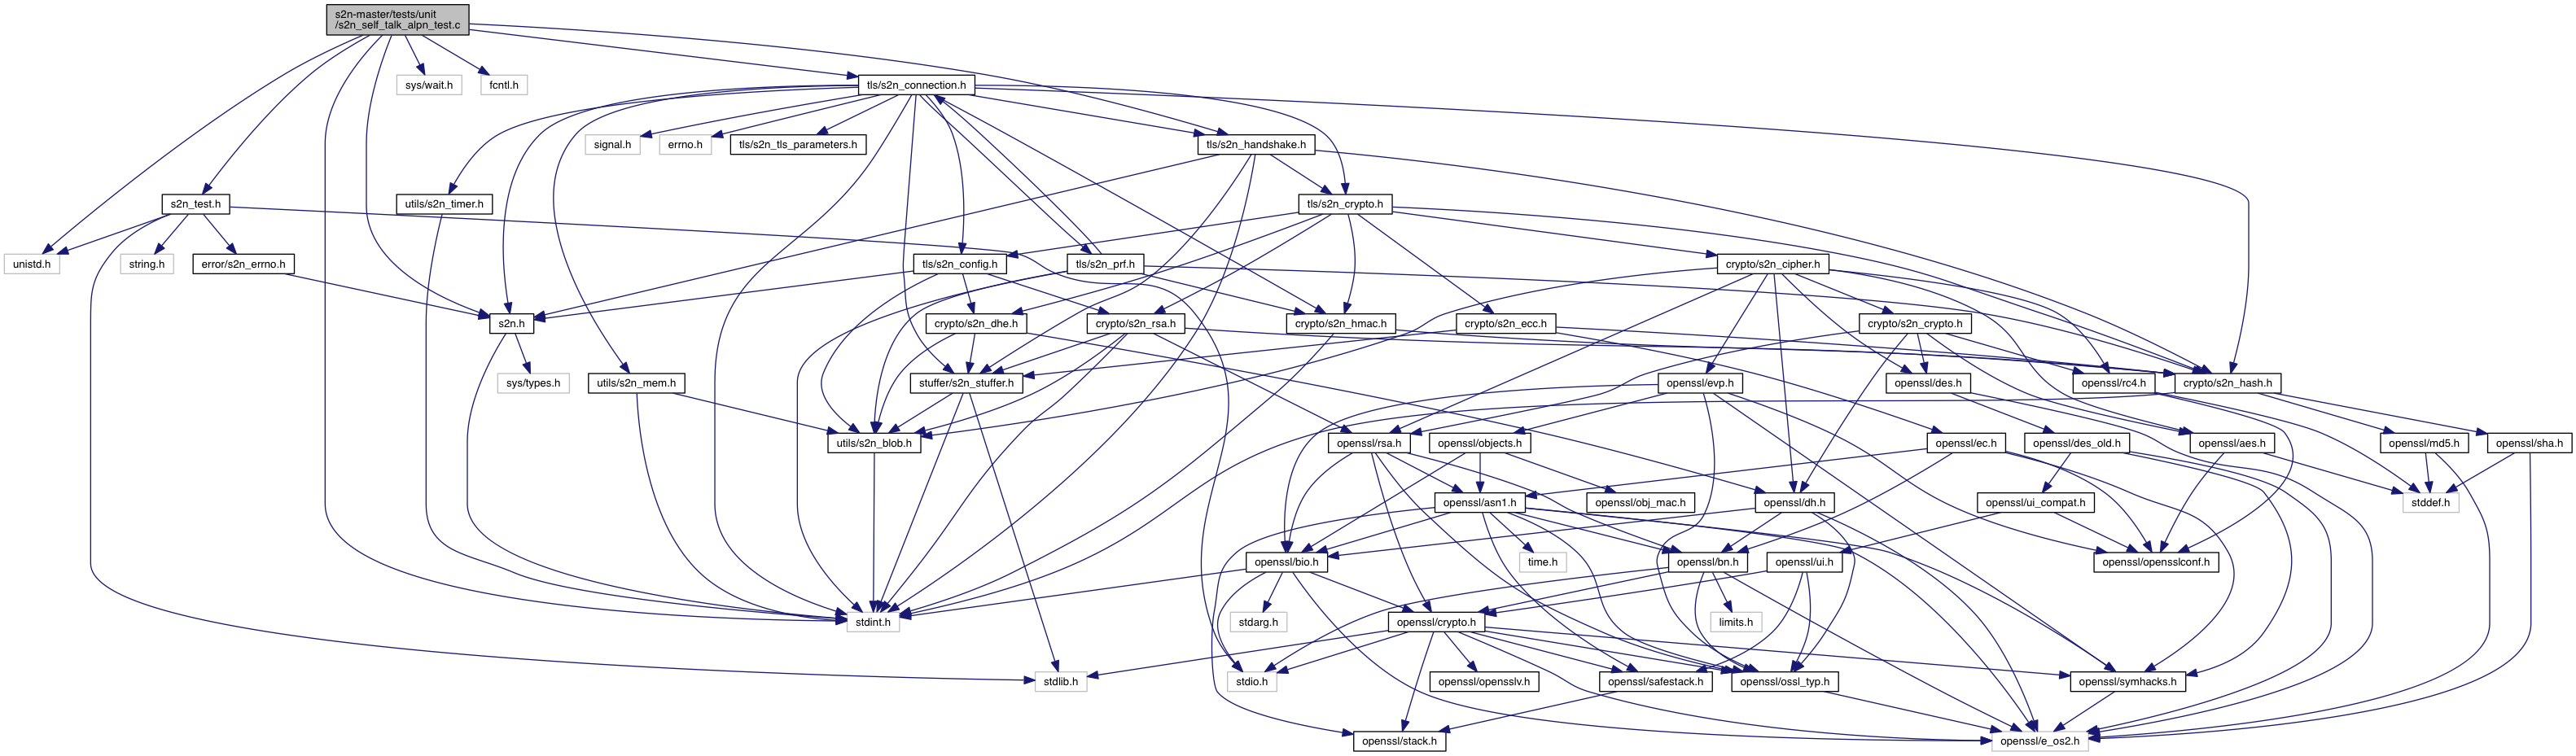 s2n-master/tests/unit
/s2n_self_talk_alpn_test.c
sys/wait.h
fcntl.h
tls/s2n_connection.h
signal.h
errno.h
tls/s2n_tls_parameters.h
tls/s2n_handshake.h
s2n_test.h
utils/s2n_timer.h
tls/s2n_crypto.h
unistd.h
string.h
error/s2n_errno.h
tls/s2n_config.h
tls/s2n_prf.h
crypto/s2n_cipher.h
s2n.h
crypto/s2n_dhe.h
crypto/s2n_rsa.h
crypto/s2n_hmac.h
crypto/s2n_ecc.h
crypto/s2n_crypto.h
sys/types.h
utils/s2n_mem.h
stuffer/s2n_stuffer.h
openssl/evp.h
openssl/des.h
openssl/rc4.h
crypto/s2n_hash.h
utils/s2n_blob.h
openssl/rsa.h
openssl/objects.h
openssl/ec.h
openssl/des_old.h
openssl/aes.h
openssl/md5.h
openssl/sha.h
openssl/asn1.h
openssl/obj_mac.h
openssl/dh.h
openssl/ui_compat.h
stddef.h
openssl/bio.h
time.h
openssl/bn.h
openssl/ui.h
openssl/opensslconf.h
stdint.h
stdarg.h
openssl/crypto.h
limits.h
stdlib.h
stdio.h
openssl/opensslv.h
openssl/safestack.h
openssl/ossl_typ.h
openssl/symhacks.h
openssl/stack.h
openssl/e_os2.h